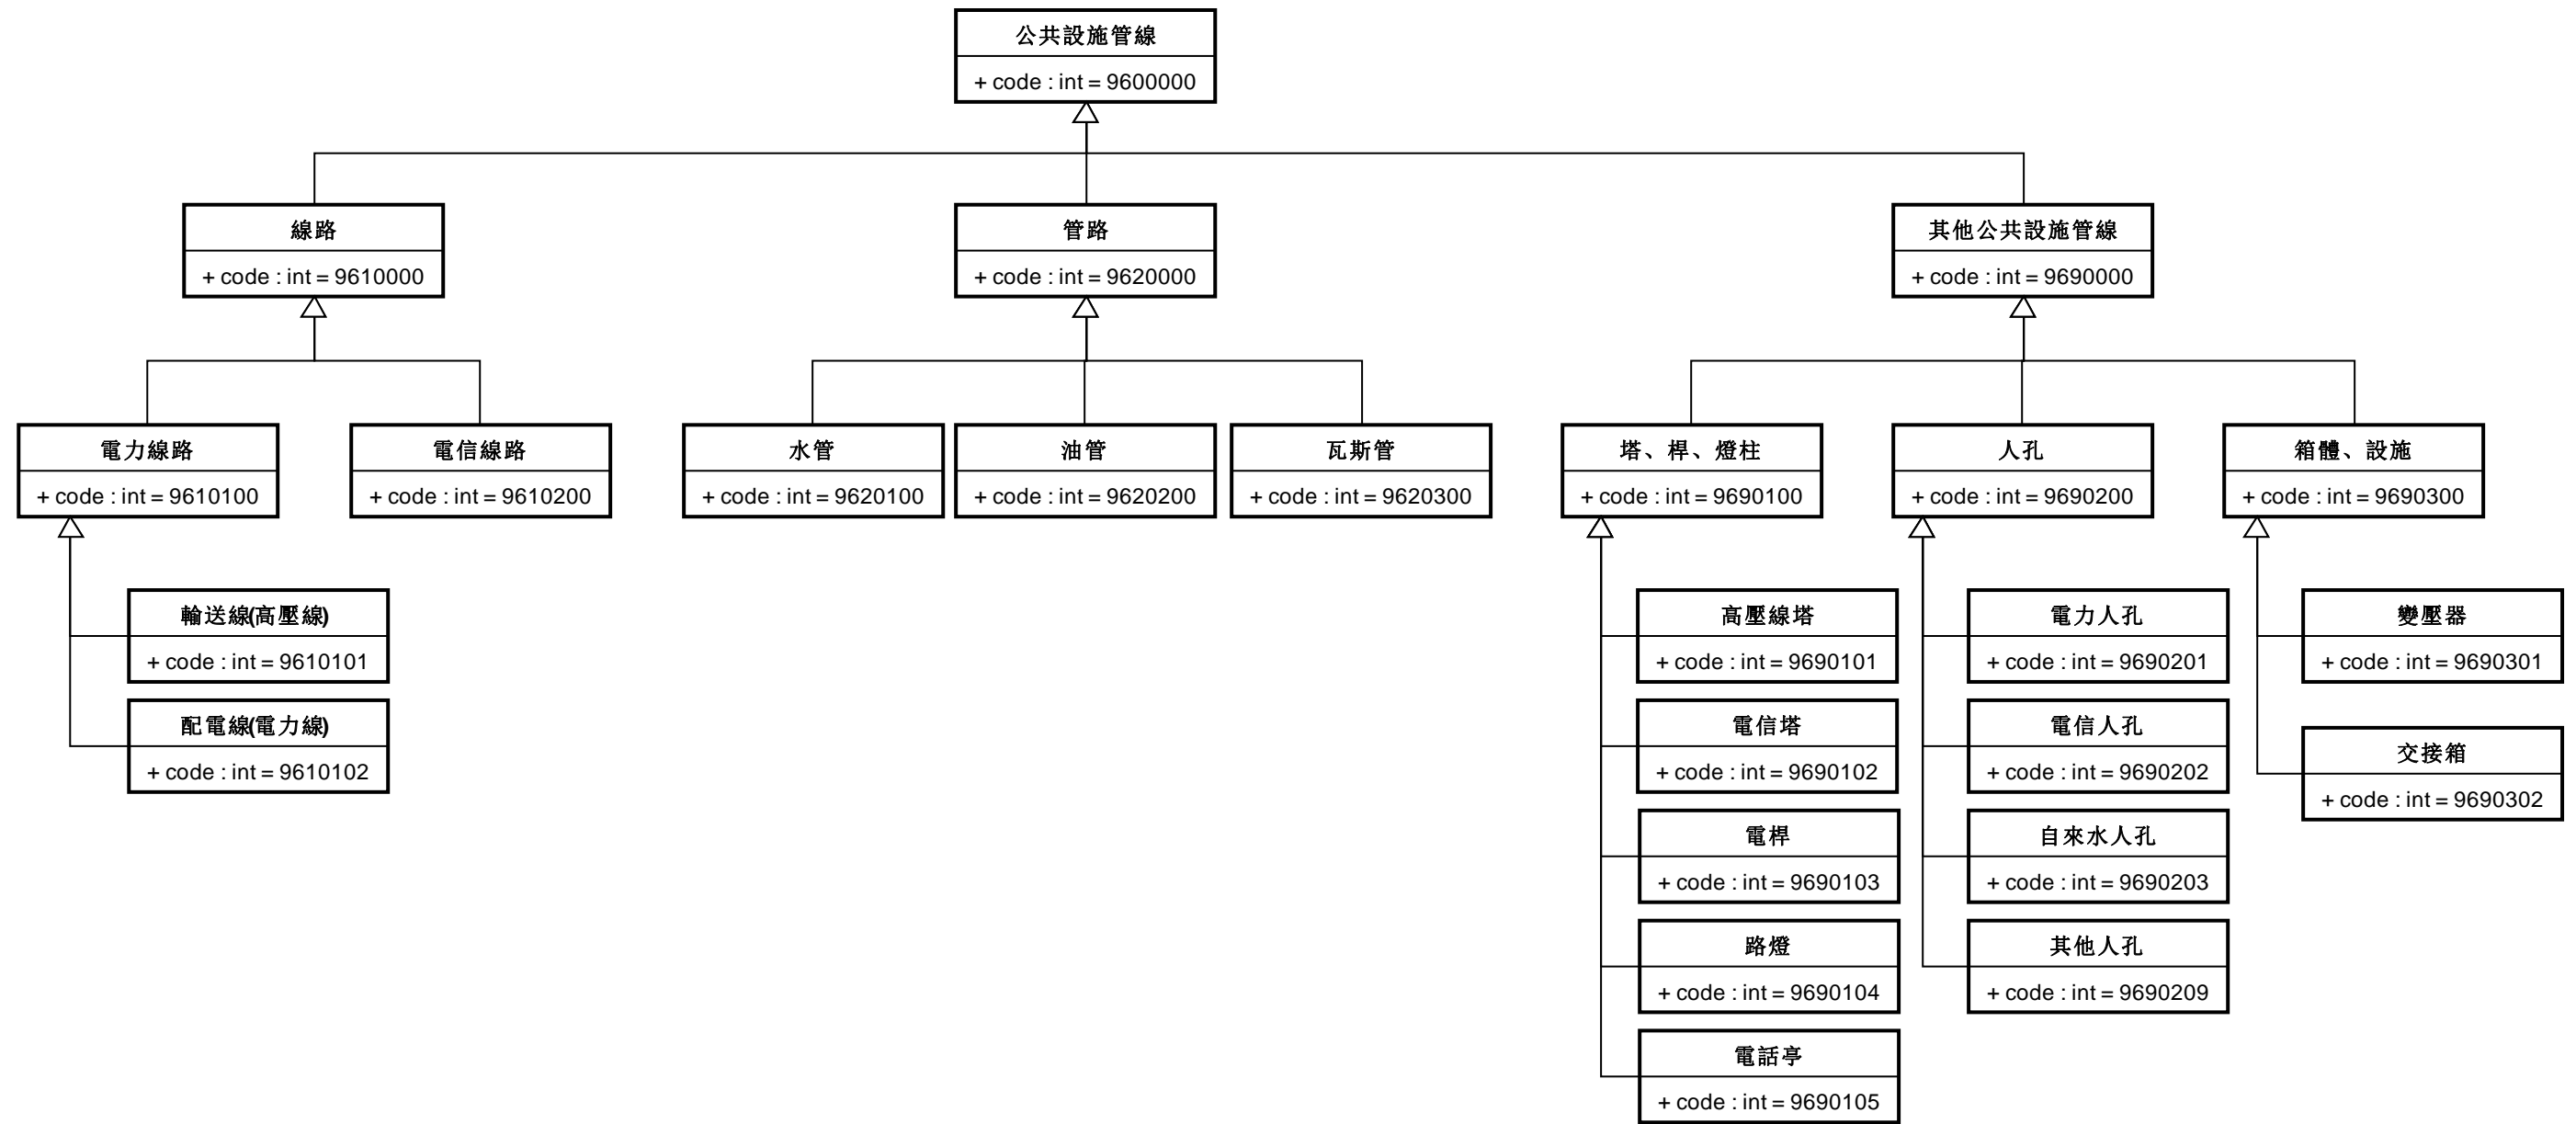 公共設施管線
+ code : int = 9600000
線路
+ code : int = 9610000
管路
+ code : int = 9620000
其他公共設施管線
+ code : int = 9690000
電力線路
+ code : int = 9610100
電信線路
+ code : int = 9610200
水管
+ code : int = 9620100
油管
+ code : int = 9620200
瓦斯管
+ code : int = 9620300
塔、桿、燈柱
+ code : int = 9690100
人孔
+ code : int = 9690200
箱體、設施
+ code : int = 9690300
輸送線(高壓線)
+ code : int = 9610101
配電線(電力線)
+ code : int = 9610102
高壓線塔
+ code : int = 9690101
電信塔
+ code : int = 9690102
電桿
+ code : int = 9690103
路燈
+ code : int = 9690104
電話亭
+ code : int = 9690105
電力人孔
+ code : int = 9690201
電信人孔
+ code : int = 9690202
自來水人孔
+ code : int = 9690203
其他人孔
+ code : int = 9690209
變壓器
+ code : int = 9690301
交接箱
+ code : int = 9690302